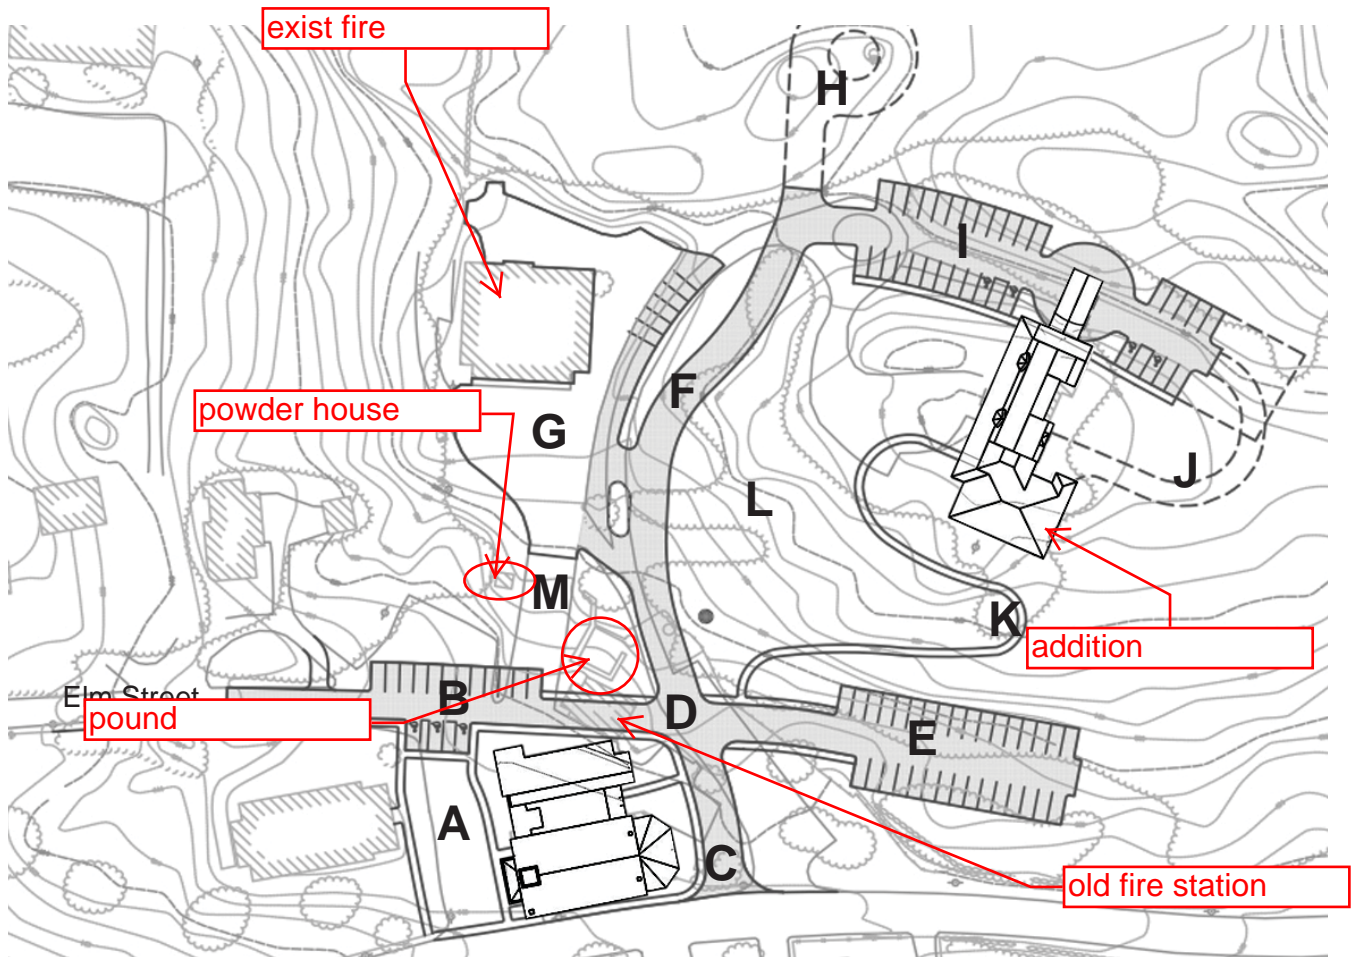 exist fire
H
I
F
powder house
G
J
L
M
K
addition
Elm Street
B
pound
D
E
A
C
old fire station